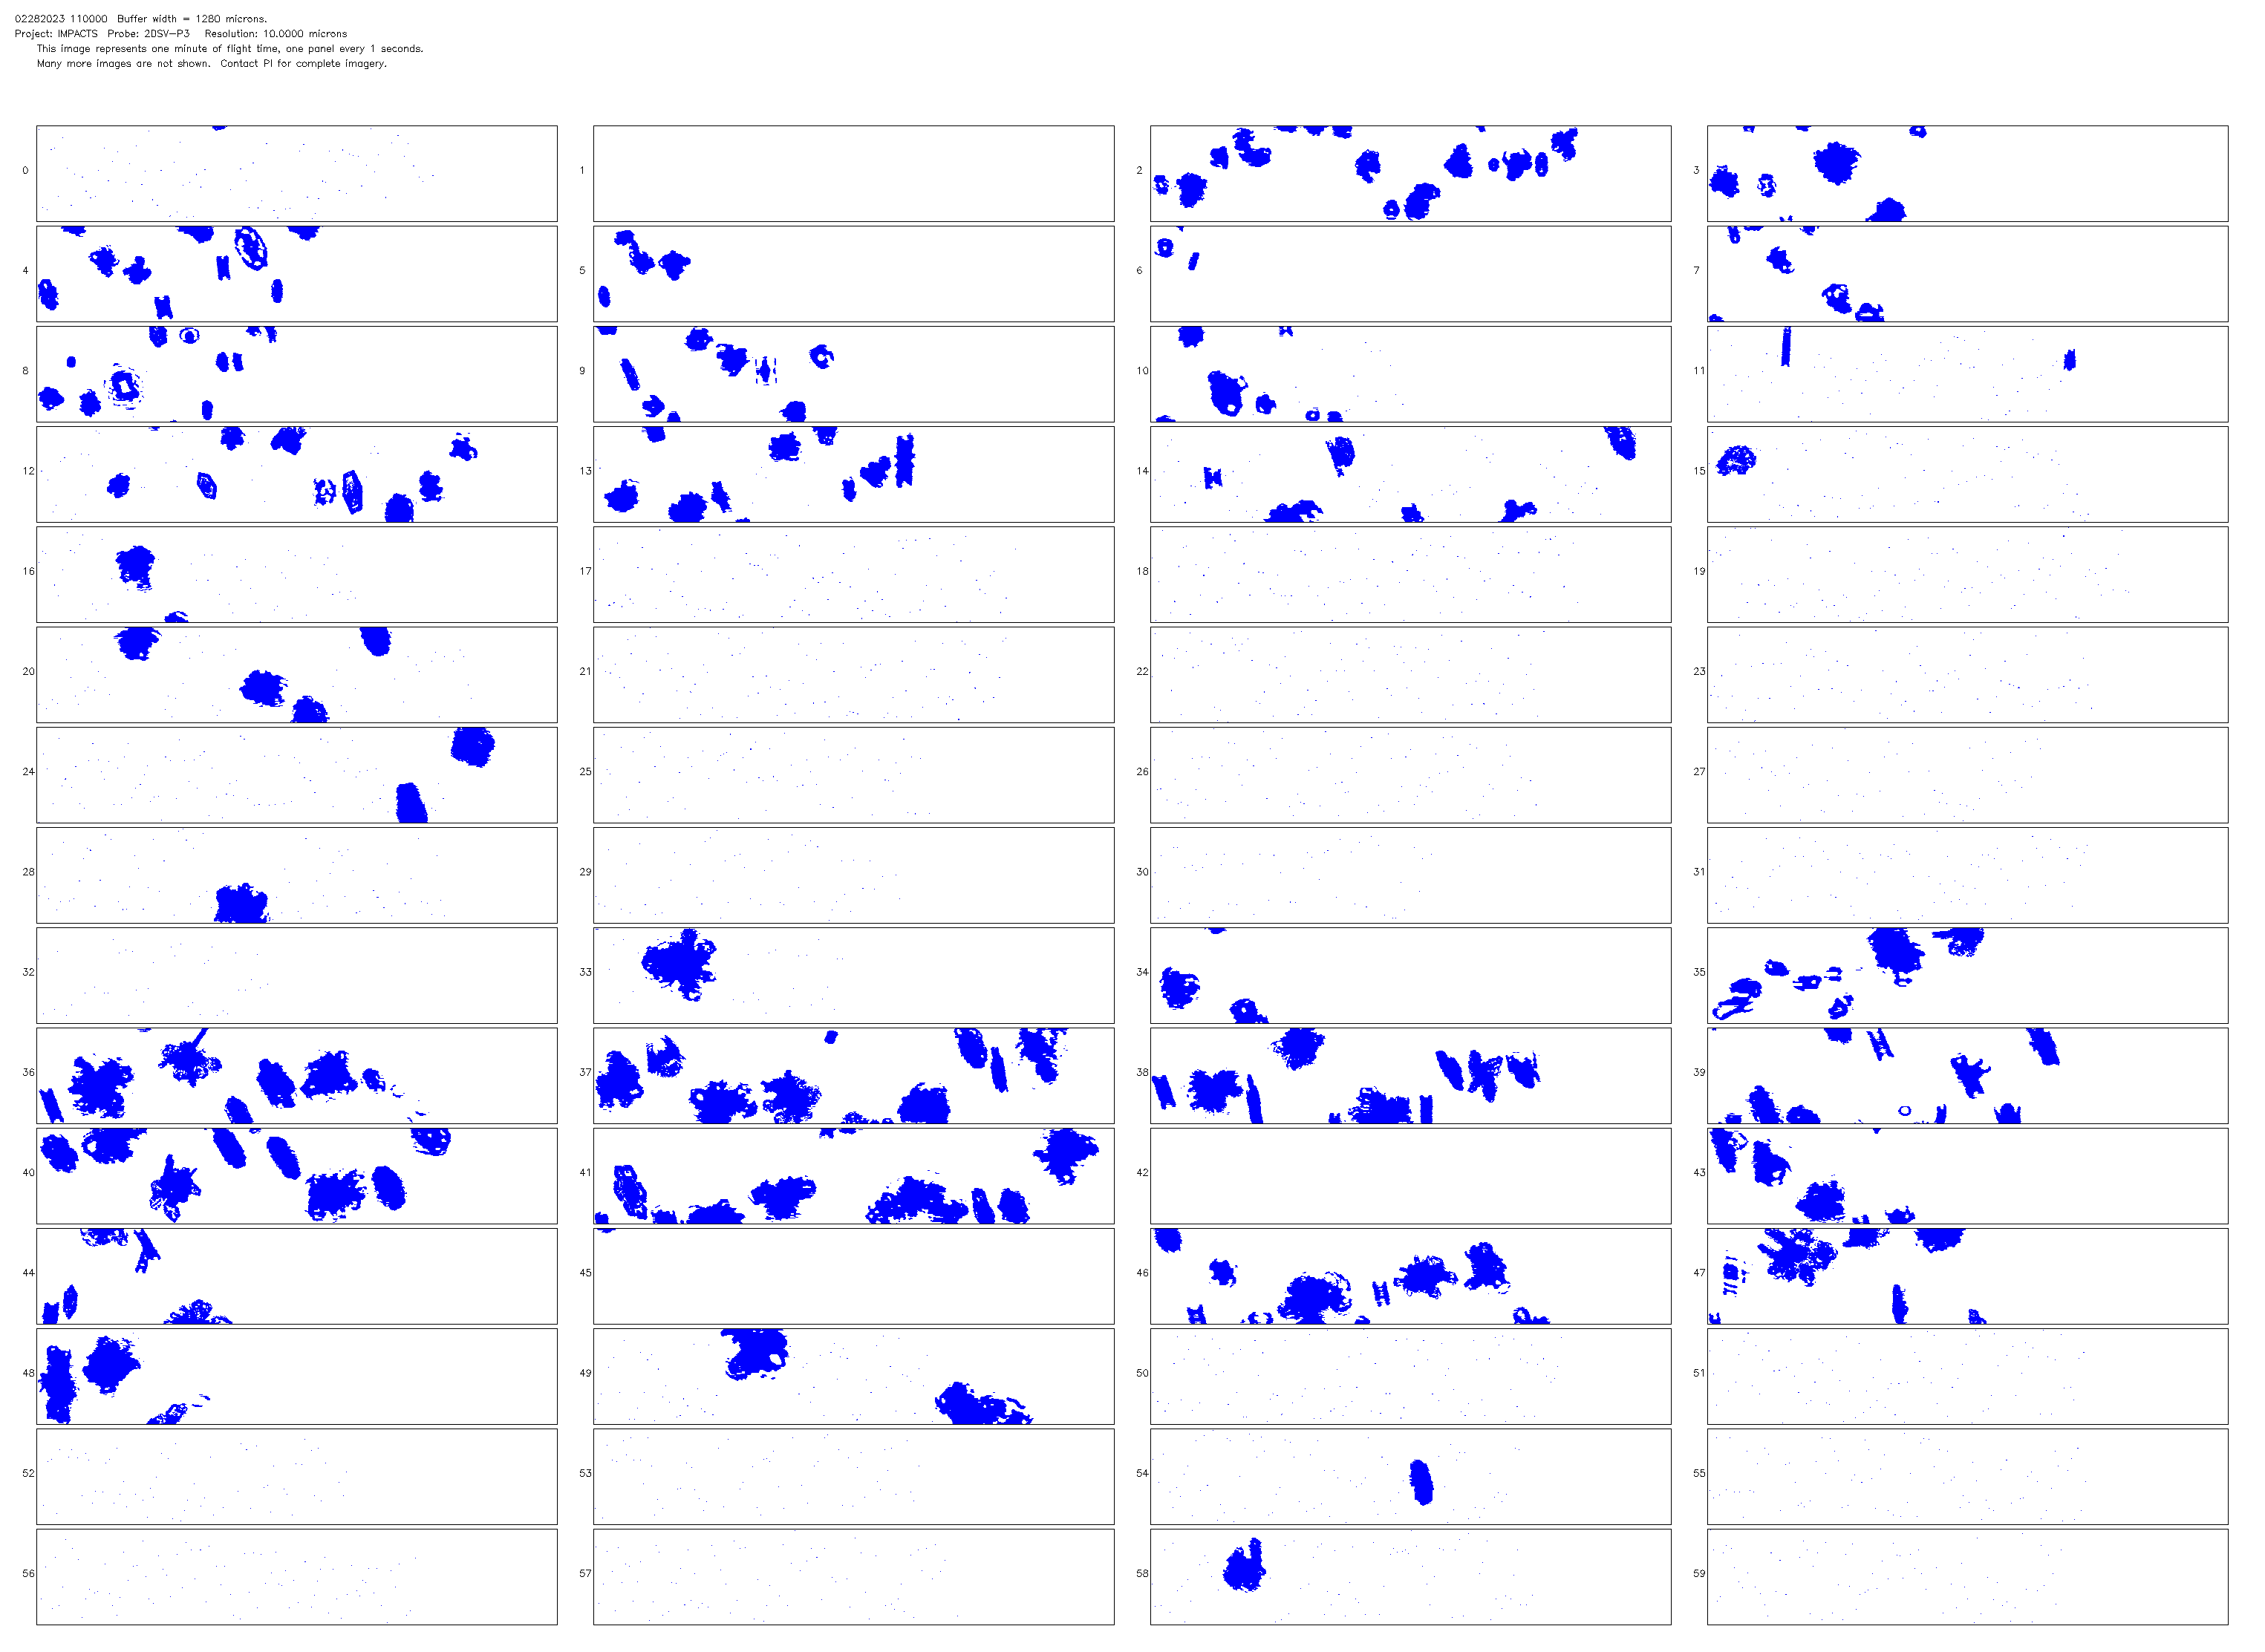 02282023 110000 Buffer width = 1280 microns.
Project: IMPACTS Probe: 2DSV-P3 Resolution: 10.0000 microns
This image represents one minute of flight time, one panel every 1 seconds.
Many more images are not shown. Contact PI for complete imagery.
0 1 2 3
4 5 6 7
8 9 10 11
12 13 14 15
16 17 18 19
20 21 22 23
24 25 26 27
28 29 30 31
32 33 34 35
36 37 38 39
40 41 42 43
44 45 46 47
48 49 50 51
52 53 54 55
56 57 58 59